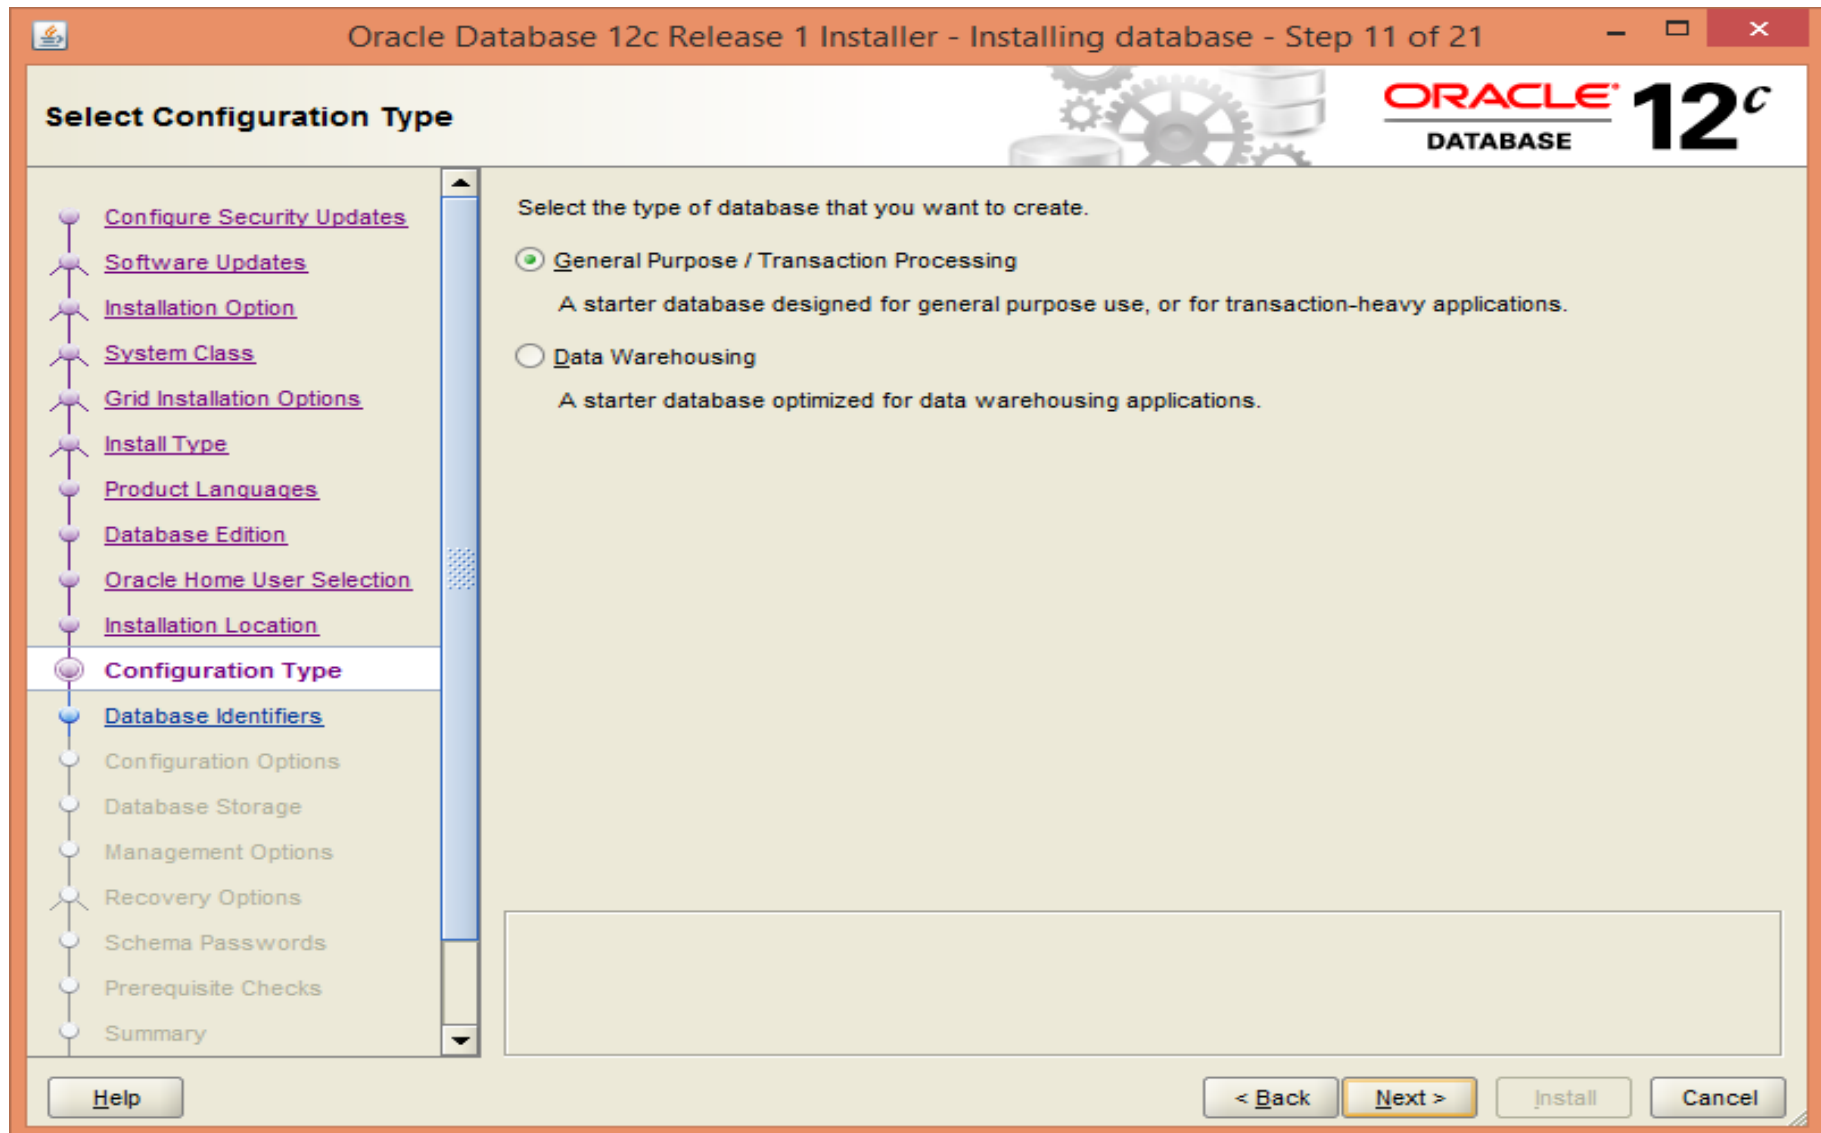 Oracle Database 12c Release 1 Installer - Installing database - Step 11 of 21
Select Configuration Type
ORACLE
DATABASE
12c
Configure Security Updates
Software Updates
Installation Option
System Class
Grid Installation Options
Install Type
Product Languages
Database Edition
Oracle Home User Selection
Installation Location
Configuration Type
Database Identifiers
Configuration Options
Database Storage
Management Options
Recovery Options
Schema Passwords
Prerequisite Checks
Summary
Select the type of database that you want to create.
General Purpose / Transaction Processing
A starter database designed for general purpose use, or for transaction-heavy applications.
Data Warehousing
A starter database optimized for data warehousing applications.
Help
< Back
Next >
Install
Cancel